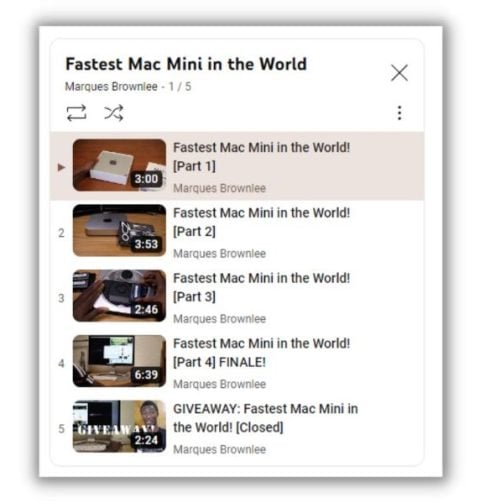 Fastest Mac Mini in the World
Marques Brownlee - 1 / 5
3:00
Fastest Mac Mini in the World!
[Part 1]
Marques Brownlee
2
3:53
Fastest Mac Mini in the World!
[Part 2]
Marques Brownlee
3
2:46
Fastest Mac Mini in the World!
[Part 3]
Marques Brownlee
4
6:39
Fastest Mac Mini in the World!
[Part 4] FINALE!
Marques Brownlee
5
GIVEAWAY!
2:24
GIVEAWAY: Fastest Mac Mini in
the World! [Closed]
Marques Brownlee